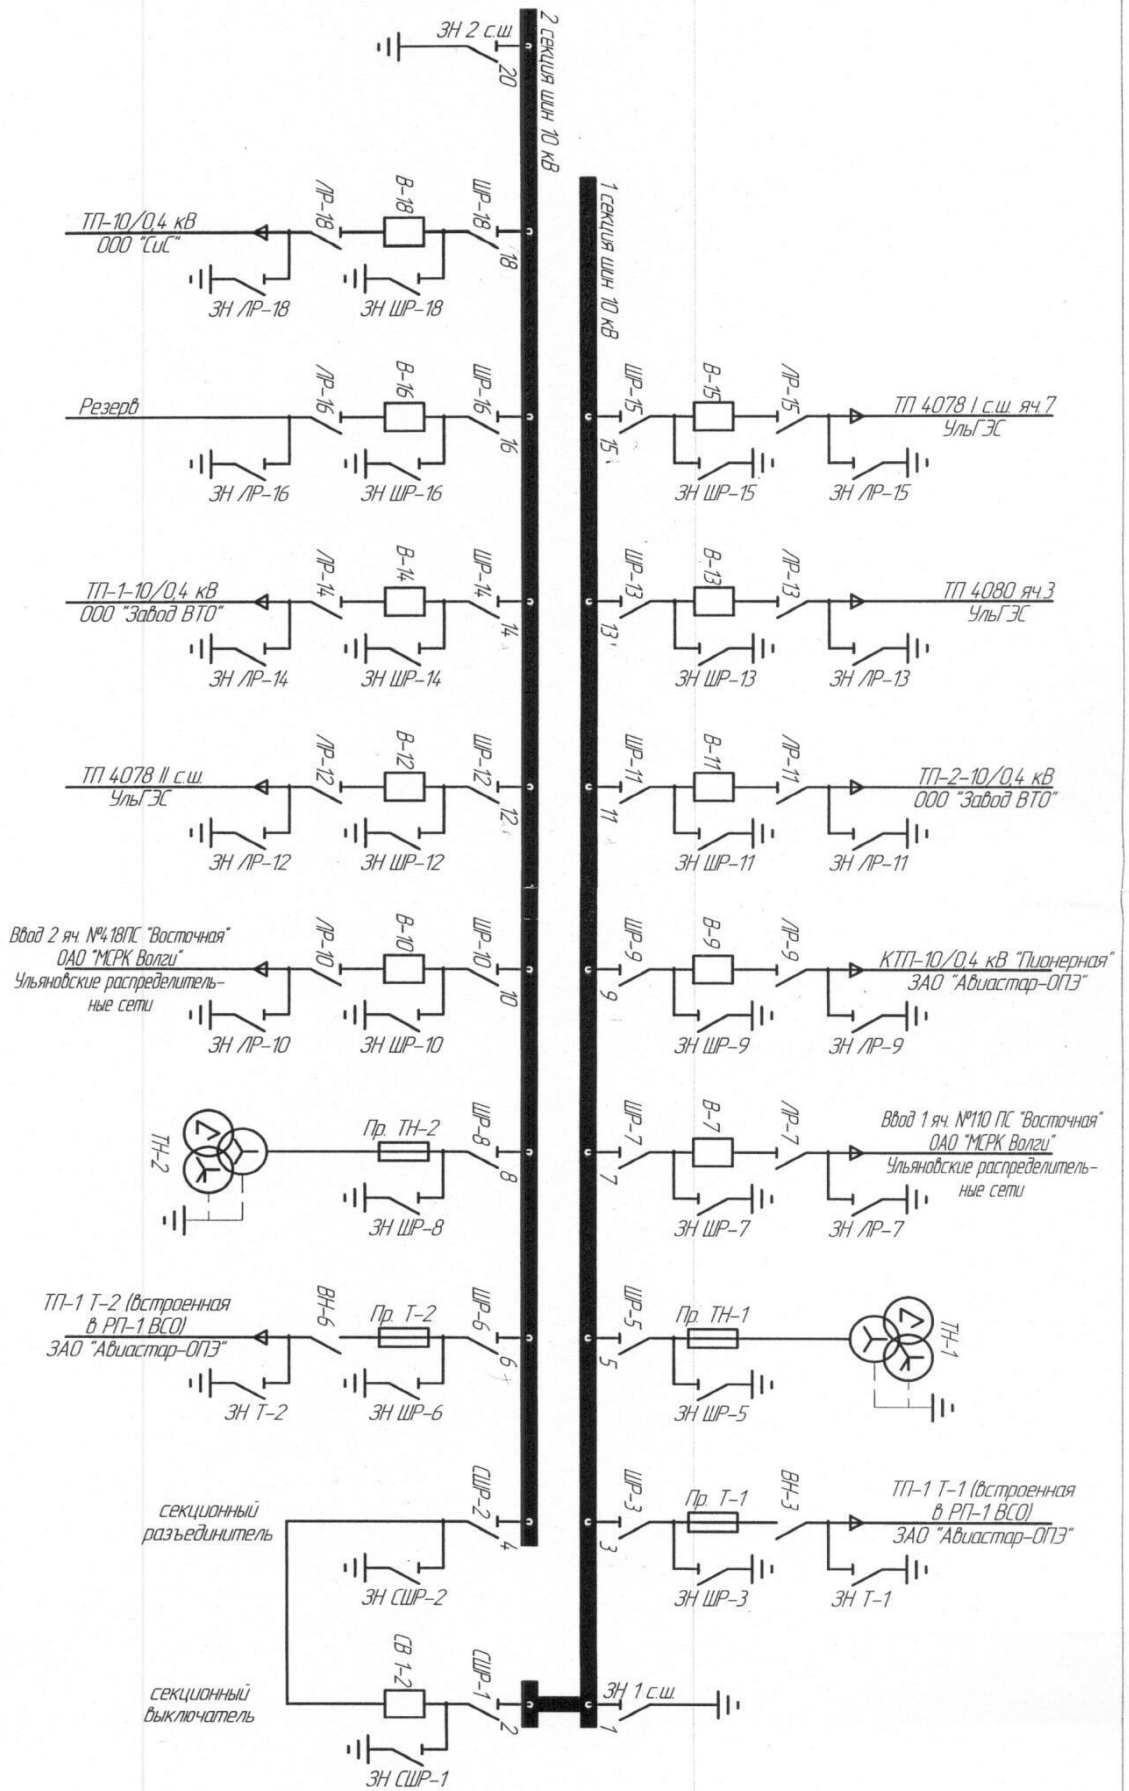 2 секция шин 10 кВ
ЗН 2 с.ш.
20
1 секция шин 10 кВ
ТП-10/0,4 кВ
ООО "СиС"
ЛР-18
В-18
ШР-18
18
ЗН ЛР-18
ЗН ШР-18
Резерв
ЛР-16
В-16
ШР-16
16
ЗН ЛР-16
ЗН ШР-16
ШР-15
15
В-15
ЛР-15
ТП 4078 I с.ш. яч.7
УльГЭС
ЗН ШР-15
ЗН ЛР-15
ТП-1-10/0,4 кВ
ООО "Завод ВТО"
ЛР-14
В-14
ШР-14
14
ЗН ЛР-14
ЗН ШР-14
ШР-13
13
В-13
ЛР-13
ТП 4080 яч.3
УльГЭС
ЗН ШР-13
ЗН ЛР-13
ТП 4078 II с.ш.
УльГЭС
ЛР-12
В-12
ШР-12
12
ЗН ЛР-12
ЗН ШР-12
ШР-11
11
В-11
ЛР-11
ТП-2-10/0,4 кВ
ООО "Завод ВТО"
ЗН ШР-11
ЗН ЛР-11
Ввод 2 яч. №418ПС "Восточная"
ОАО "МСРК Волги"
Ульяновские распределитель-
ные сети
ЛР-10
В-10
ШР-10
10
ЗН ЛР-10
ЗН ШР-10
ШР-9
9
В-9
ЛР-9
КТП-10/0,4 кВ "Пионерная"
ЗАО "Авиастар-ОПЭ"
ЗН ШР-9
ЗН ЛР-9
ТН-2
Пр. ТН-2
ШР-8
8
ЗН ШР-8
ШР-7
7
В-7
ЛР-7
Ввод 1 яч. №110 ПС "Восточная"
ОАО "МСРК Волги"
Ульяновские распределитель-
ные сети
ЗН ШР-7
ЗН ЛР-7
ТП-1 Т-2 (встроенная
в РП-1 ВСО)
ЗАО "Авиастар-ОПЭ"
ВН-6
Пр. Т-2
ШР-6
6
ЗН Т-2
ЗН ШР-6
ШР-5
5
Пр. ТН-1
ТН-1
ЗН ШР-5
секционный
разъединитель
СШР-2
4
ЗН СШР-2
ШР-3
3
Пр. Т-1
ВН-3
ТП-1 Т-1 (встроенная
в РП-1 ВСО)
ЗАО "Авиастар-ОПЭ"
ЗН ШР-3
ЗН Т-1
секционный
выключатель
СВ 1-2
СШР-1
2
ЗН СШР-1
ЗН 1 с.ш.
1